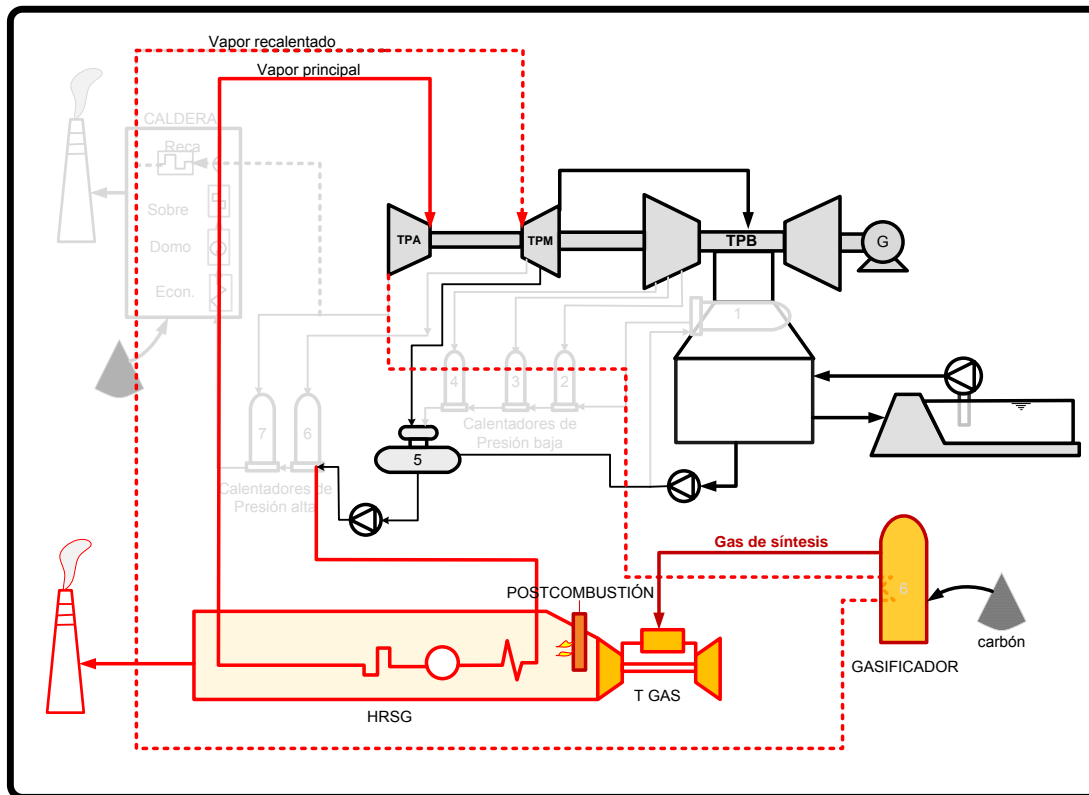 Vapor recalentado
Vapor principal
CALDERA
Reca
Sobre
Domo
Econ.
TPA
TPM
TPB
G
1
4
3
2
7
6
5
Calentadores de
Presión baja
Calentadores de
Presión alta
Gas de síntesis
POSTCOMBUSTIÓN
6
carbón
GASIFICADOR
T GAS
HRSG